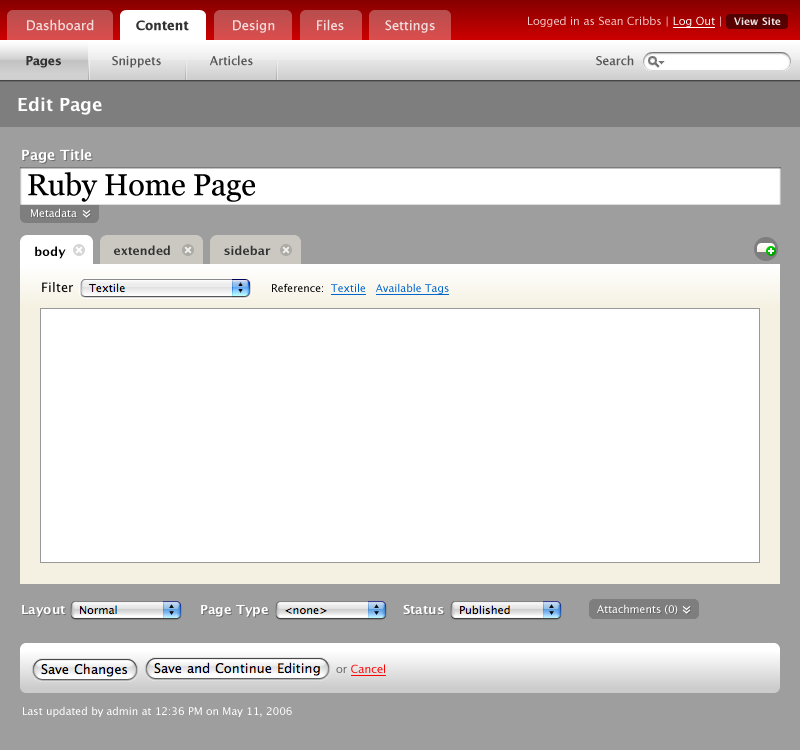 Dashboard Content Design Files Settings Logged in as Sean Cribbs | Log Out | View Site
Pages Snippets Articles Search
Edit Page
Page Title
Ruby Home Page
Metadata
body extended sidebar
Filter Textile Reference: Textile Available Tags
Layout Normal Page Type <none> Status Published Attachments (0)
Save Changes Save and Continue Editing or Cancel
Last updated by admin at 12:36 PM on May 11, 2006